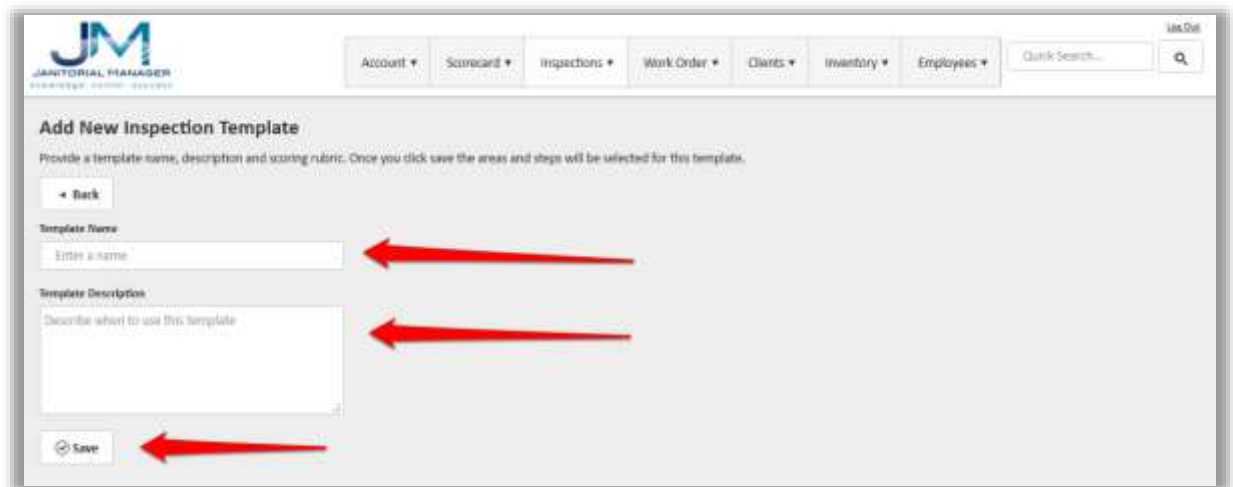 Log Out
JM
JANITORIAL MANAGER
Account ▾ Scorecard ▾ Inspections ▾ Work Order ▾ Clients ▾ Inventory ▾ Employees ▾ Quick Search...
Add New Inspection Template
Provide a template name, description and scoring rubric. Once you click save the areas and steps will be selected for this template.
Back
Template Name
Enter a name
Template Description
Describe when to use this template
Save